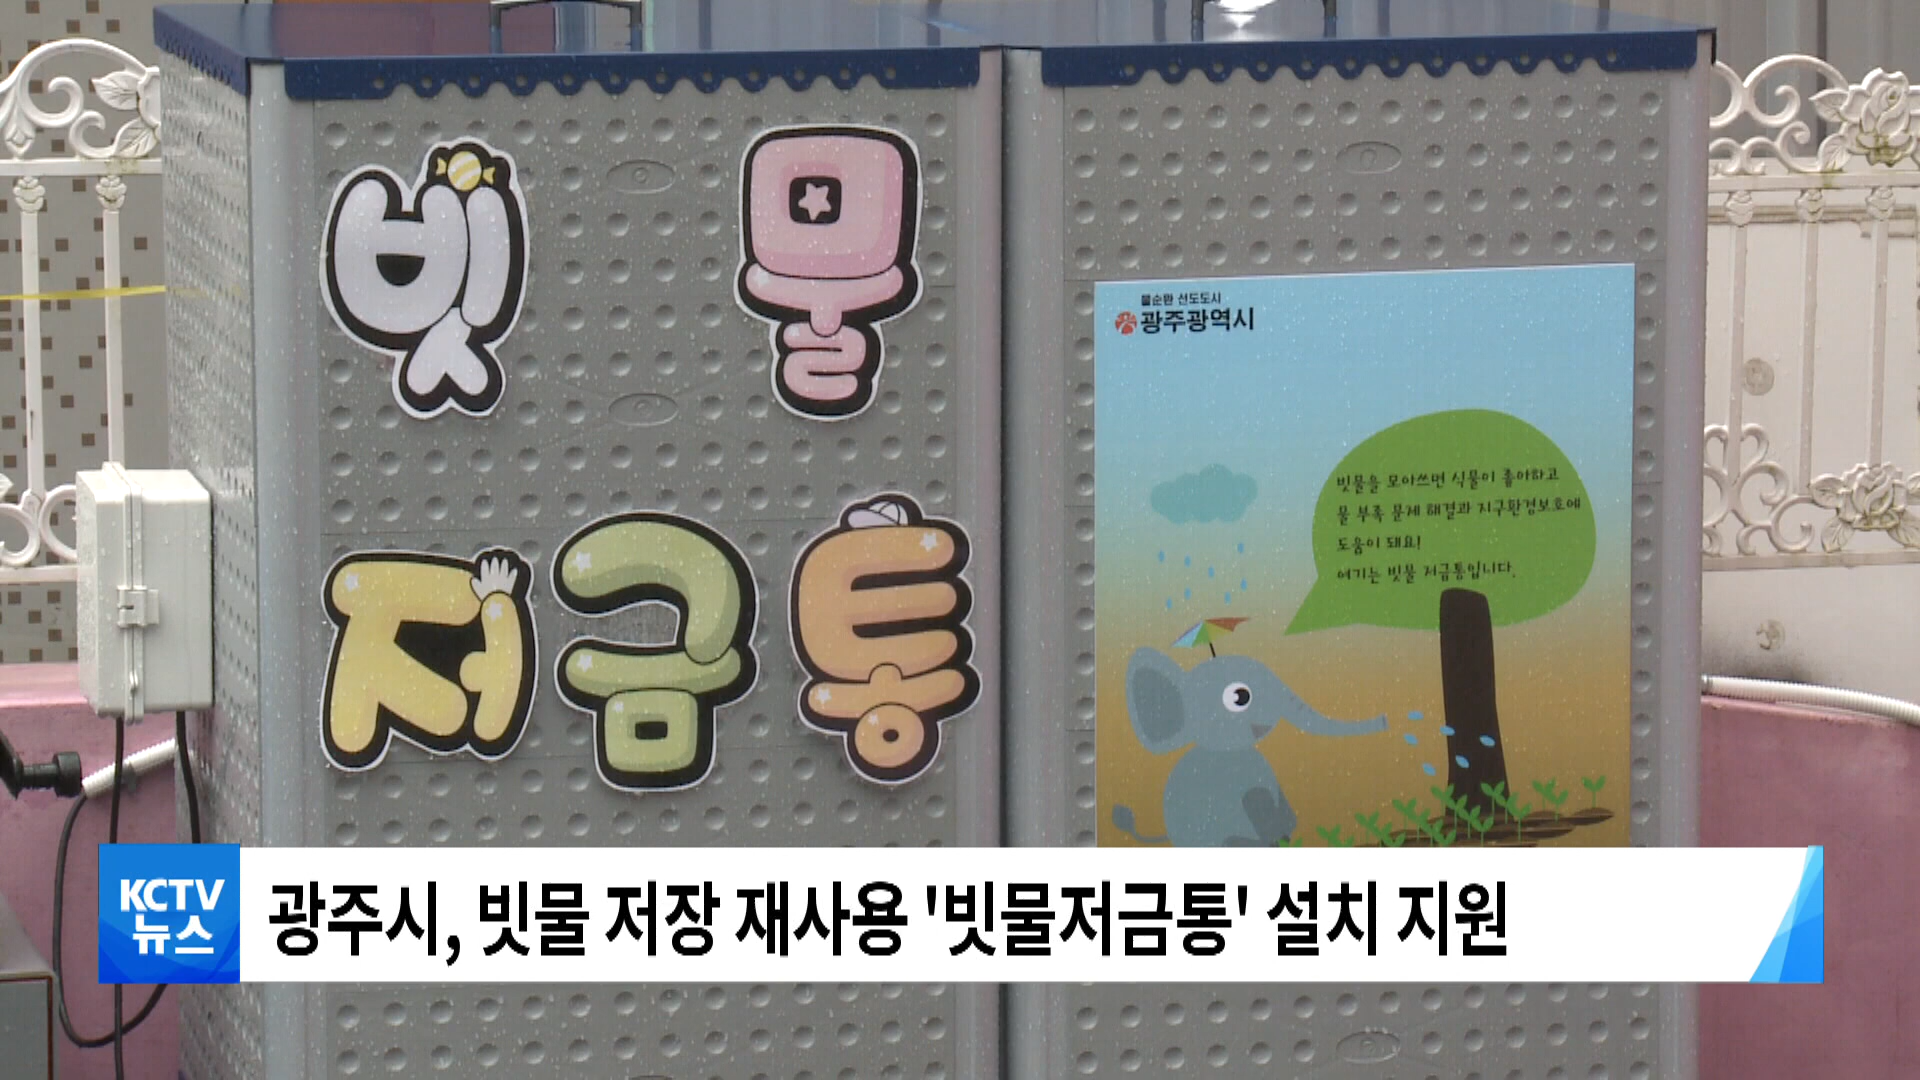 빗 물
저금통
물순환 선도도시
광주광역시
빗물을 모아쓰면 식물이 좋아하고
물 부족 문제 해결과 지구환경보호에
도움이 돼요!
여기는 빗물 저금통입니다.
KCTV
뉴스
광주시, 빗물 저장 재사용 '빗물저금통' 설치 지원